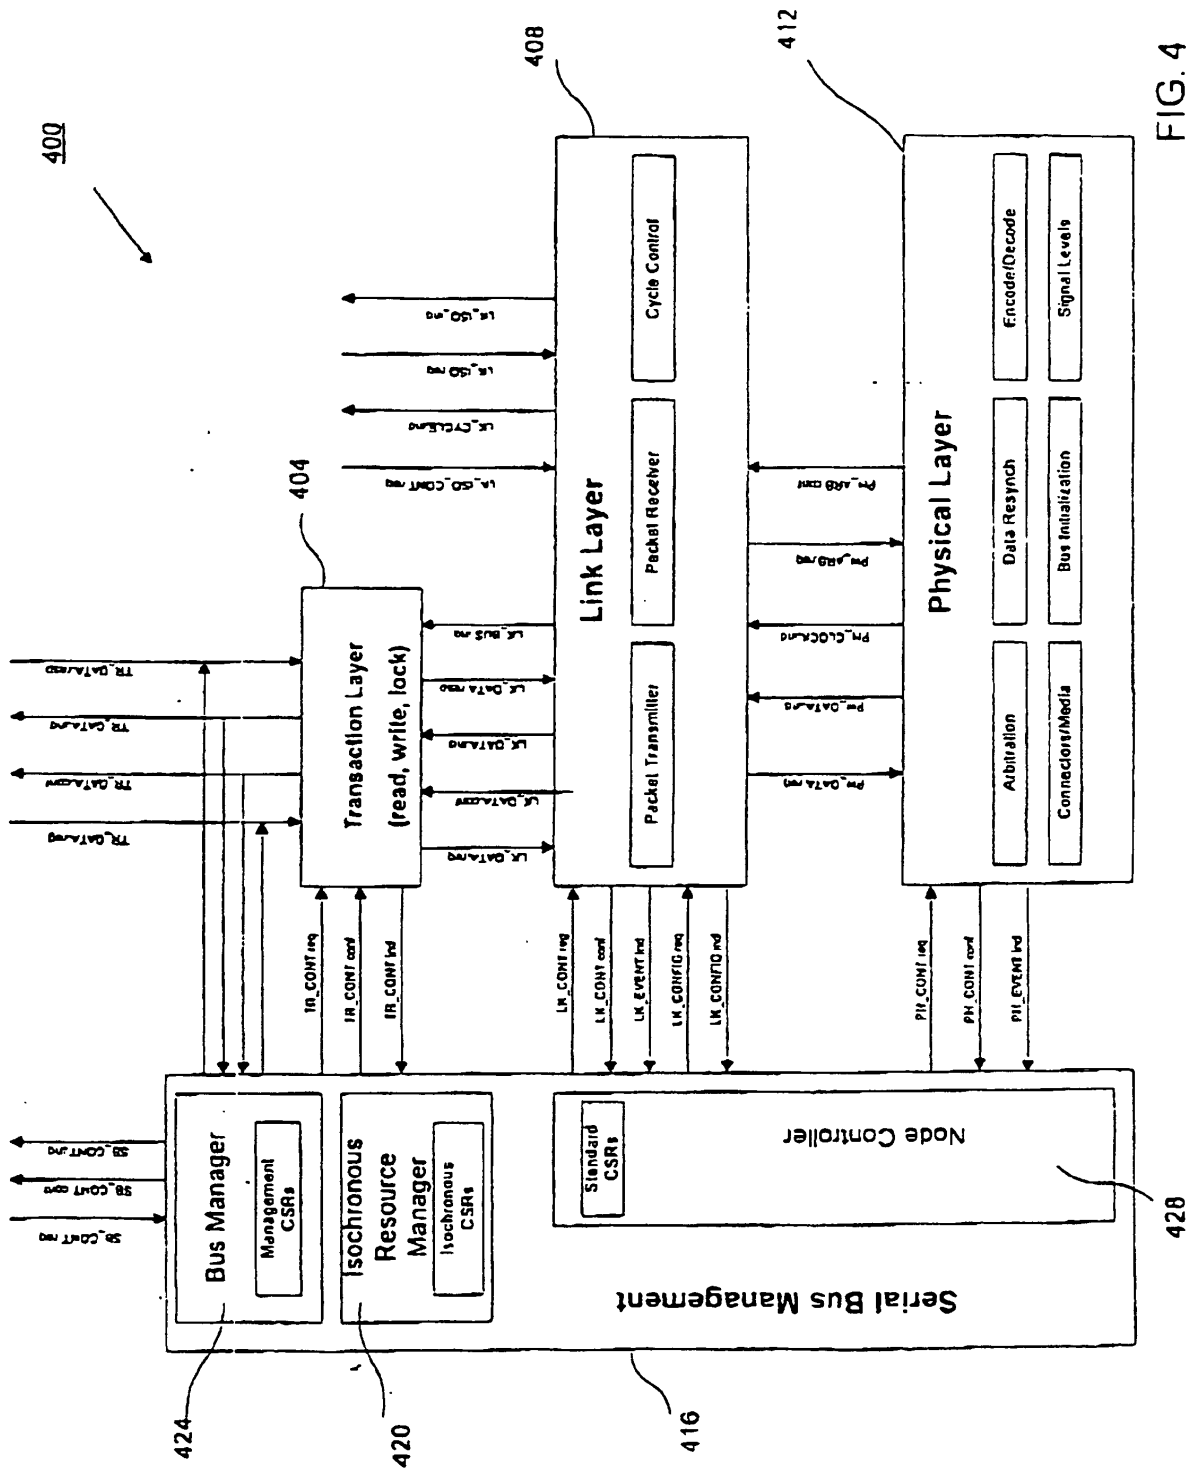 400
424
Bus Manager
Management
CSRs
420
Isochronous
Resource
Manager
Isochronous
CSRs
416
Serial Bus Management
Standard
CSRs
Node Controller
428
SB_CONT.req
SB_CONT.conf
SB_CONT.ind
TR_DATA.req
TR_DATA.conf
TR_DATA.ind
TR_DATA.resp
404
Transaction Layer
(read, write, lock)
TR_CONT.req
TR_CONT.conf
TR_CONT.ind
LK_DATA.req
LK_DATA.conf
LK_DATA.ind
LK_DATA.resp
LK_BUS.ind
LK_ISO_CONT.req
LK_CYCLE.ind
LK_ISO.req
LK_ISO.ind
408
Link Layer
Packet Transmitter
Packet Receiver
Cycle Control
LK_CONT.req
LK_CONT.conf
LK_EVENT.ind
LK_CONFIG.req
LK_CONFIG.ind
PH_DATA.req
PH_DATA.ind
PH_CLOCK.ind
PH_ARB.req
PH_ARB.conf
412
Physical Layer
Arbitration
Data Resynch
Encode/Decode
Connectors/Media
Bus Initialization
Signal Levels
PH_CONT.req
PH_CONT.conf
PH_EVENT.ind
FIG. 4